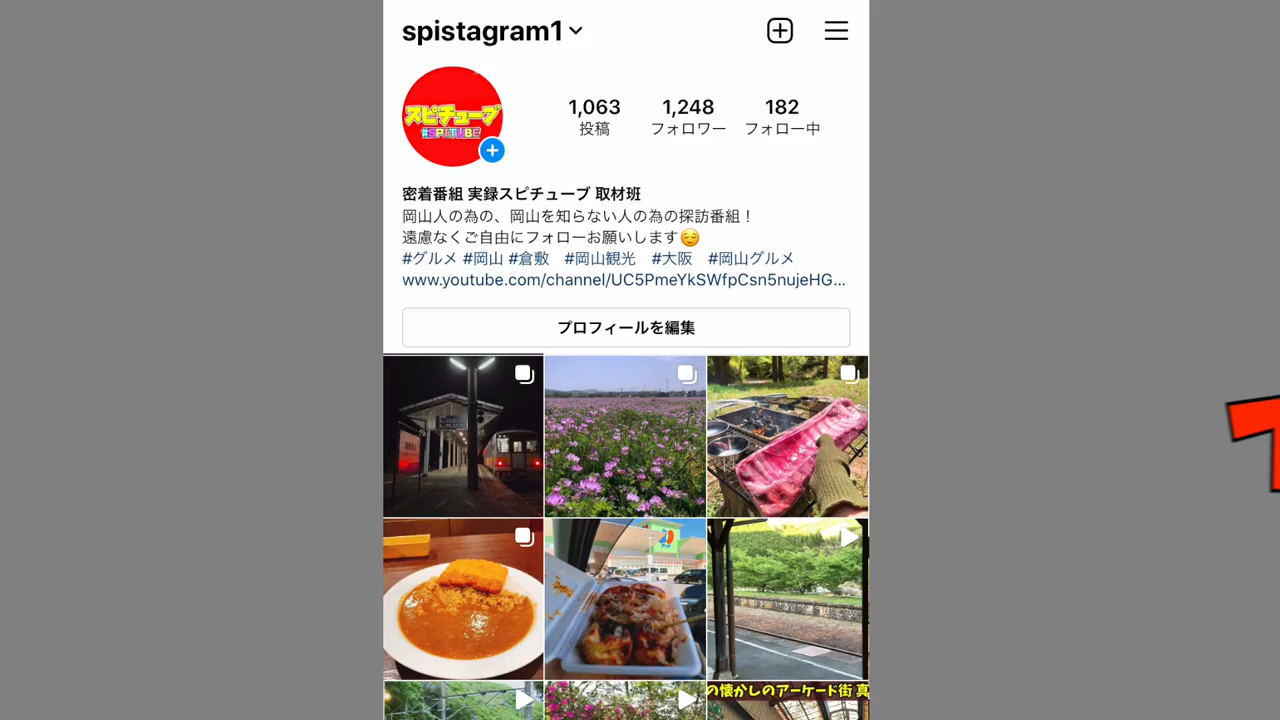 spistagram1
スピチューブ
#SPITUBE
1,063
投稿
1,248
フォロワー
182
フォロー中
密着番組 実録スピチューブ 取材班
岡山人の為の、岡山を知らない人の為の探訪番組！
遠慮なくご自由にフォローお願いします😌
#グルメ #岡山 #倉敷　#岡山観光　#大阪　#岡山グルメ
www.youtube.com/channel/UC5PmeYkSWfpCsn5nujeHG...
プロフィールを編集
の懐かしのアーケード街 真